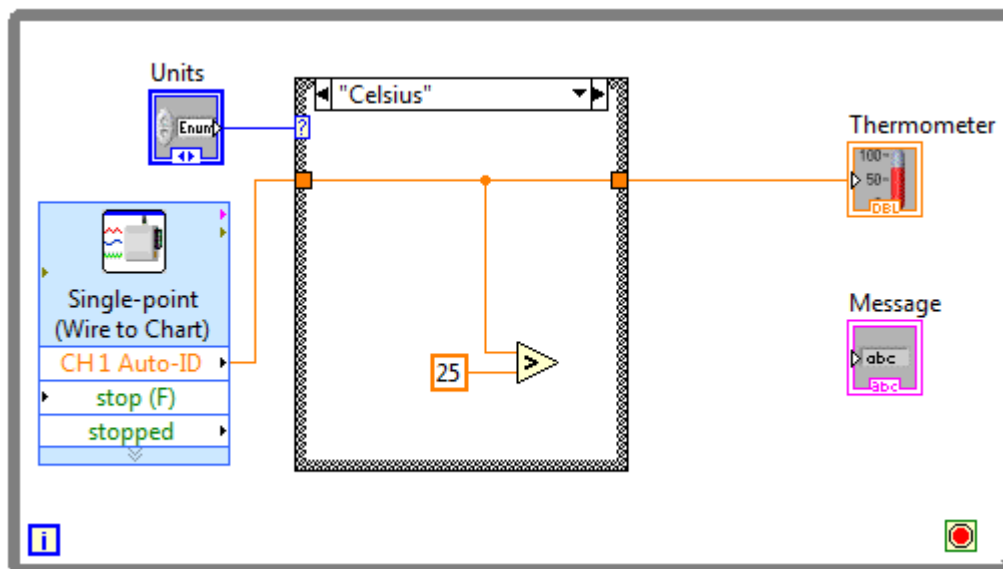 Units
Enum
"Celsius"
?
Thermometer
100
50
DBL
Single-point
(Wire to Chart)
CH 1 Auto-ID
stop (F)
stopped
25
>
Message
abc
abc
i